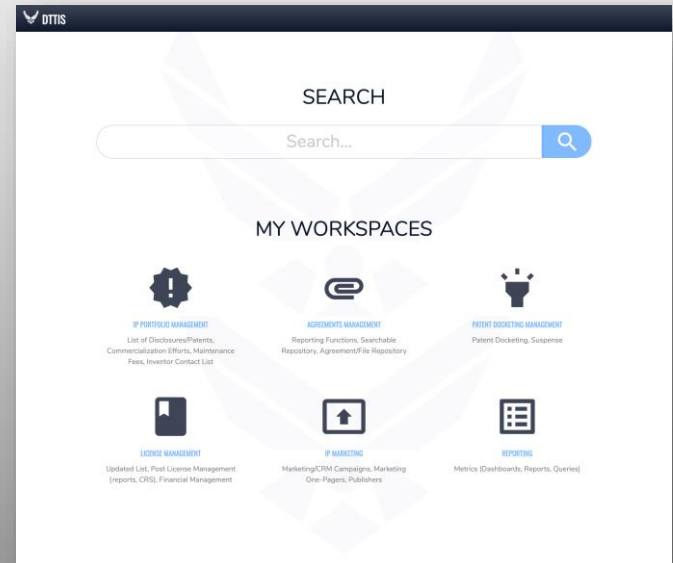 DTTIS
SEARCH
Search...
MY WORKSPACES
IP PORTFOLIO MANAGEMENT
List of Disclosures/Patents,
Commercialization Efforts, Maintenance
Fees, Inventor Contact List
AGREEMENTS MANAGEMENT
Reporting Functions, Searchable
Repository, Agreement/File Repository
PATENT DOCKETING MANAGEMENT
Patent Docketing, Suspense
LICENSE MANAGEMENT
Updated List, Post License Management
(reports, CRS), Financial Management
IP MARKETING
Marketing/CRM Campaigns, Marketing
One-Pagers, Publishers
REPORTING
Metrics (Dashboards, Reports, Queries)